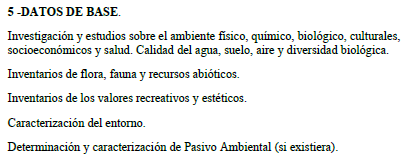 5 -DATOS DE BASE.
Investigación y estudios sobre el ambiente físico, químico, biológico, culturales,
socioeconómicos y salud. Calidad del agua, suelo, aire y diversidad biológica.
Inventarios de flora, fauna y recursos abióticos.
Inventarios de los valores recreativos y estéticos.
Caracterización del entorno.
Determinación y caracterización de Pasivo Ambiental (si existiera).